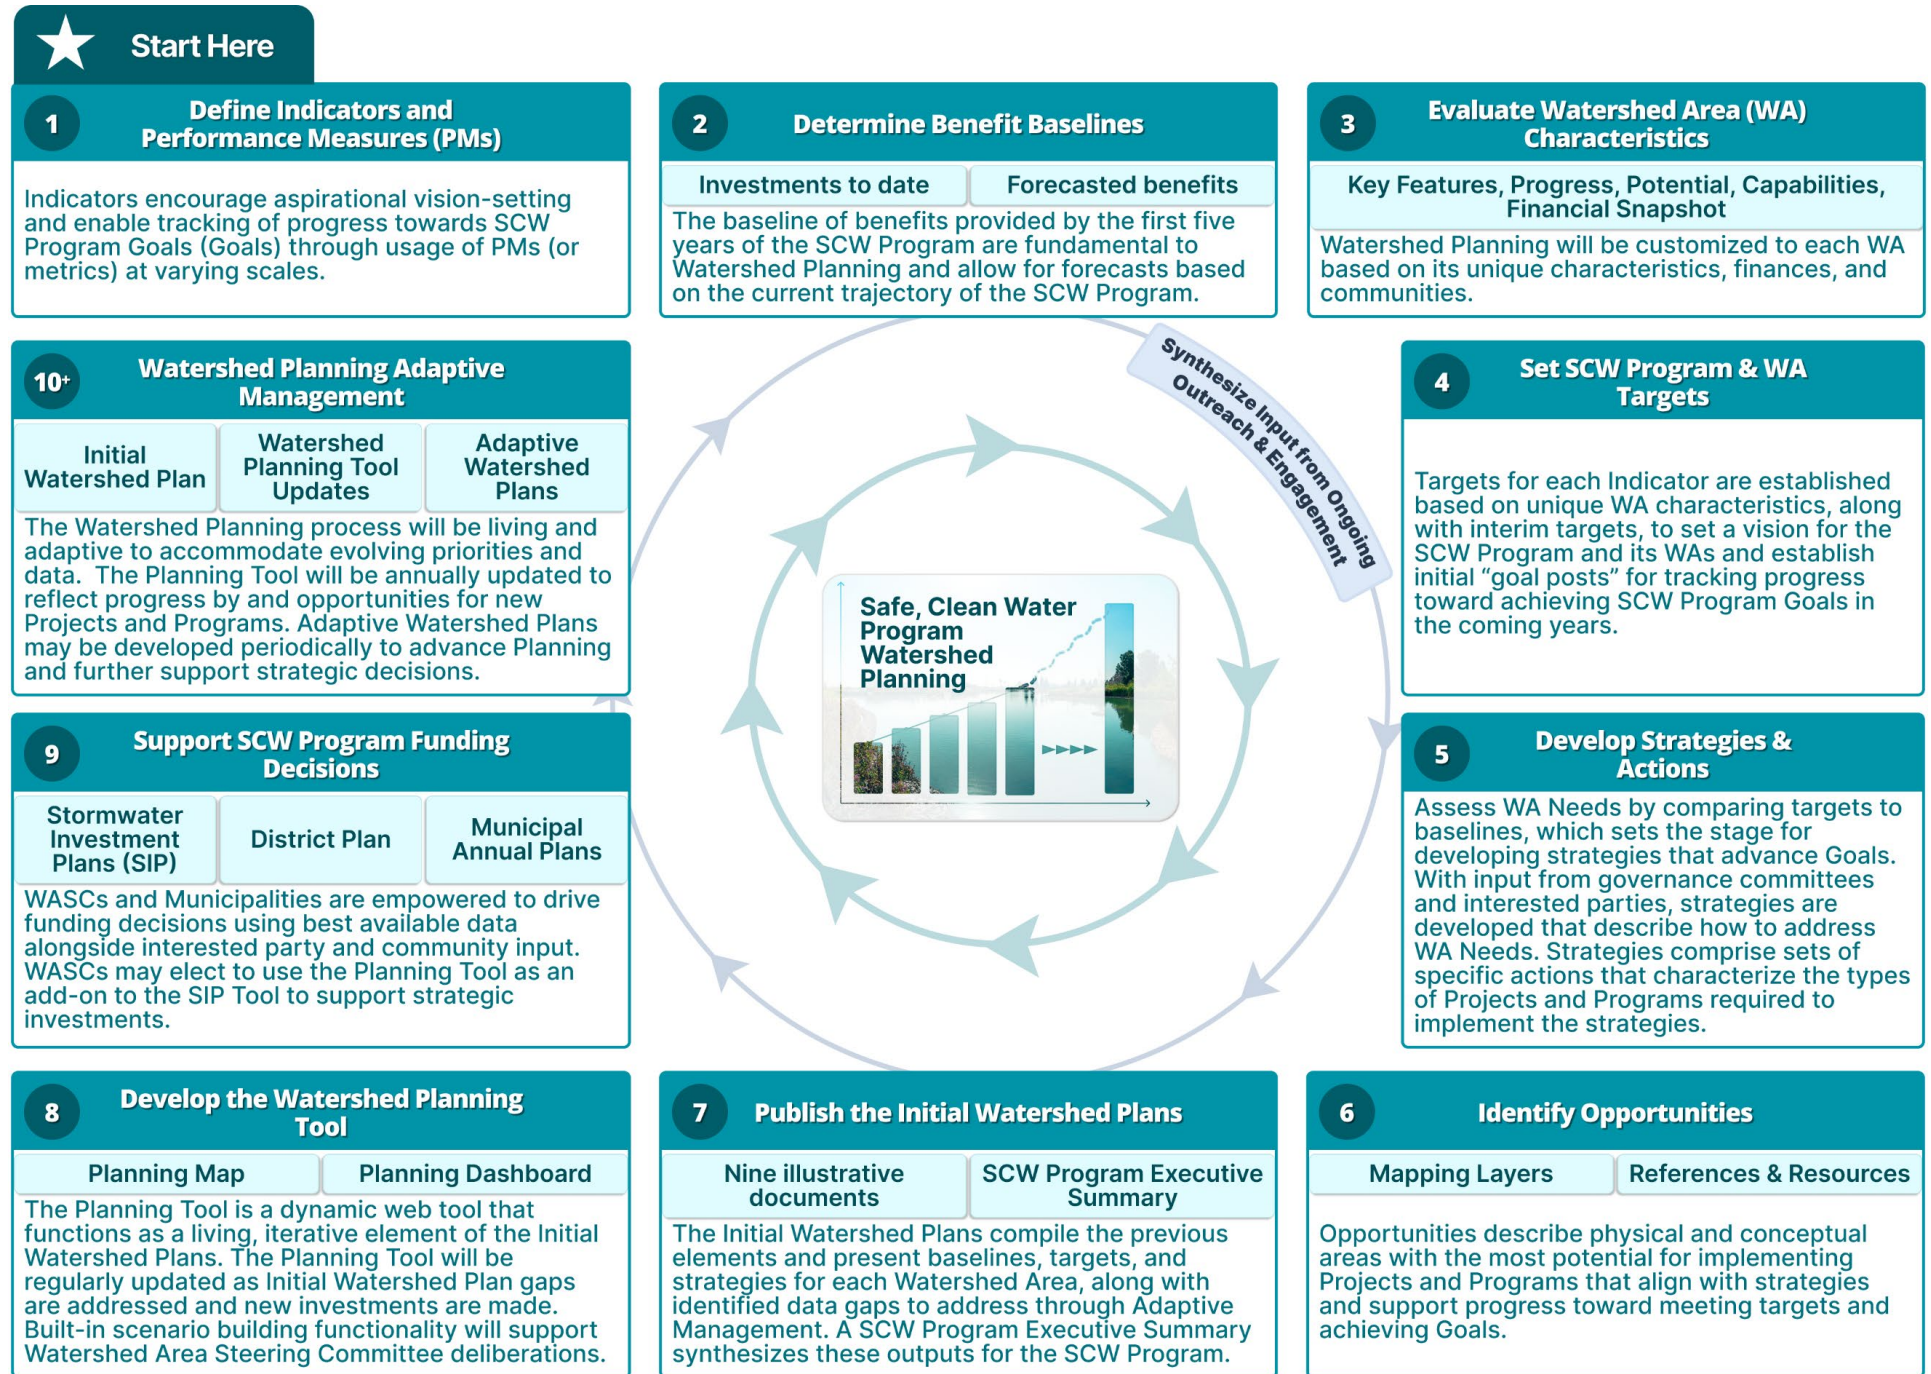 Start Here
1
Define Indicators and
Performance Measures (PMs)
Indicators encourage aspirational vision-setting
and enable tracking of progress towards SCW
Program Goals (Goals) through usage of PMs (or
metrics) at varying scales.
2
Determine Benefit Baselines
Investments to date
Forecasted benefits
The baseline of benefits provided by the first five
years of the SCW Program are fundamental to
Watershed Planning and allow for forecasts based
on the current trajectory of the SCW Program.
3
Evaluate Watershed Area (WA)
Characteristics
Key Features, Progress, Potential, Capabilities,
Financial Snapshot
Watershed Planning will be customized to each WA
based on its unique characteristics, finances, and
communities.
Synthesize Input from Ongoing
Outreach & Engagement
4
Set SCW Program & WA
Targets
Targets for each Indicator are established
based on unique WA characteristics, along
with interim targets, to set a vision for the
SCW Program and its WAs and establish
initial “goal posts” for tracking progress
toward achieving SCW Program Goals in
the coming years.
5
Develop Strategies &
Actions
Assess WA Needs by comparing targets to
baselines, which sets the stage for
developing strategies that advance Goals.
With input from governance committees
and interested parties, strategies are
developed that describe how to address
WA Needs. Strategies comprise sets of
specific actions that characterize the types
of Projects and Programs required to
implement the strategies.
6
Identify Opportunities
Mapping Layers
References & Resources
Opportunities describe physical and conceptual
areas with the most potential for implementing
Projects and Programs that align with strategies
and support progress toward meeting targets and
achieving Goals.
7
Publish the Initial Watershed Plans
Nine illustrative
documents
SCW Program Executive
Summary
The Initial Watershed Plans compile the previous
elements and present baselines, targets, and
strategies for each Watershed Area, along with
identified data gaps to address through Adaptive
Management. A SCW Program Executive Summary
synthesizes these outputs for the SCW Program.
8
Develop the Watershed Planning
Tool
Planning Map
Planning Dashboard
The Planning Tool is a dynamic web tool that
functions as a living, iterative element of the Initial
Watershed Plans. The Planning Tool will be
regularly updated as Initial Watershed Plan gaps
are addressed and new investments are made.
Built-in scenario building functionality will support
Watershed Area Steering Committee deliberations.
9
Support SCW Program Funding
Decisions
Stormwater
Investment
Plans (SIP)
District Plan
Municipal
Annual Plans
WASCs and Municipalities are empowered to drive
funding decisions using best available data
alongside interested party and community input.
WASCs may elect to use the Planning Tool as an
add-on to the SIP Tool to support strategic
investments.
10+
Watershed Planning Adaptive
Management
Initial
Watershed Plan
Watershed
Planning Tool
Updates
Adaptive
Watershed
Plans
The Watershed Planning process will be living and
adaptive to accommodate evolving priorities and
data.  The Planning Tool will be annually updated to
reflect progress by and opportunities for new
Projects and Programs. Adaptive Watershed Plans
may be developed periodically to advance Planning
and further support strategic decisions.
Safe, Clean Water
Program
Watershed
Planning